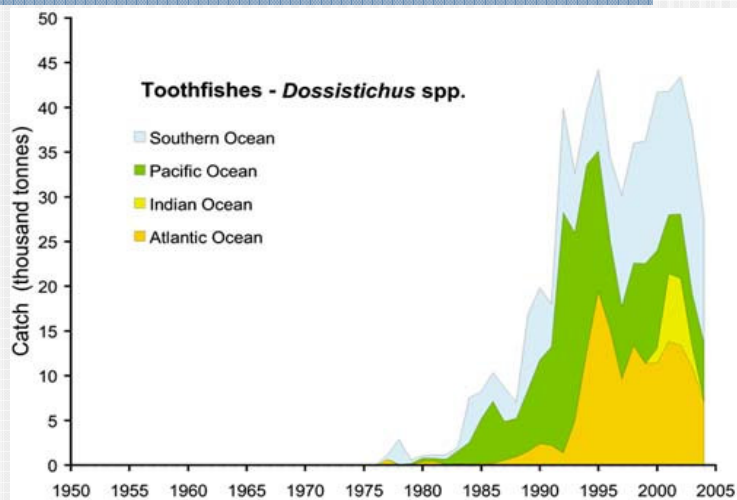 50
45
40
35
30
25
20
15
10
5
0
Catch (thousand tonnes)
Toothfishes - Dossistichus spp.
Southern Ocean
Pacific Ocean
Indian Ocean
Atlantic Ocean
1950 1955 1960 1965 1970 1975 1980 1985 1990 1995 2000 2005